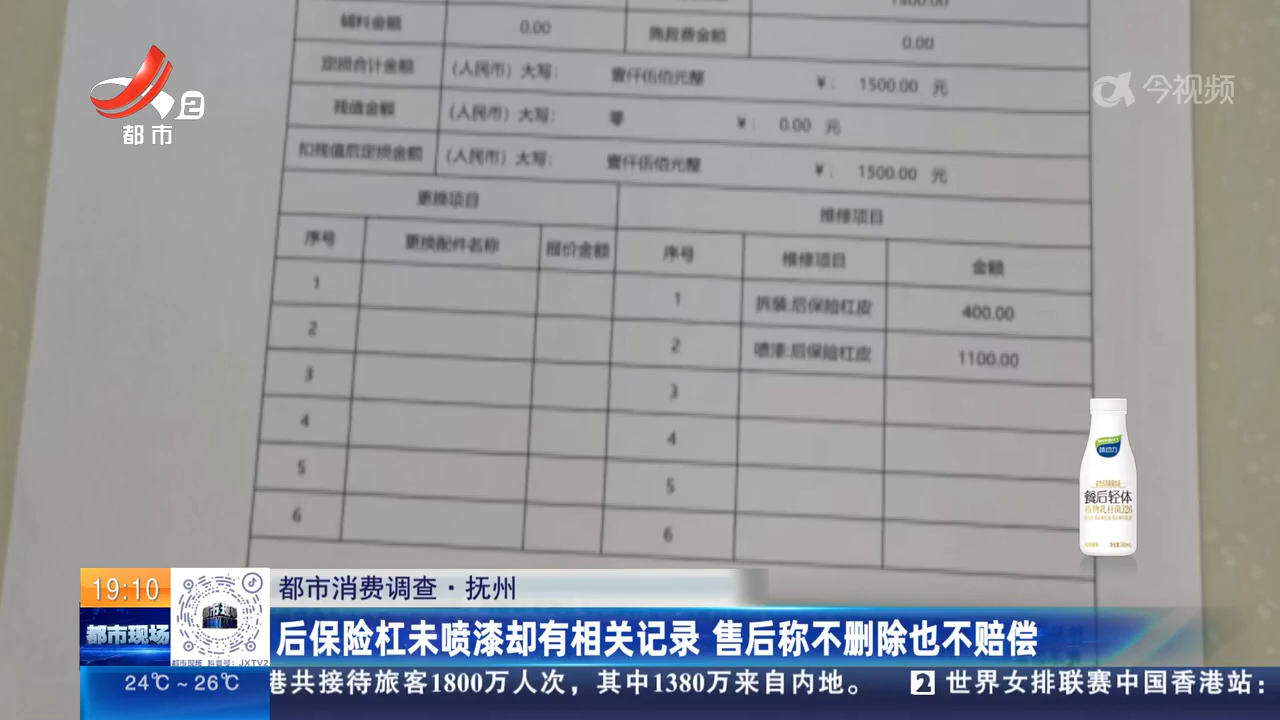 1500.00
辅料金额 0.00 施救费金额 0.00
定损合计金额 (人民币) 大写: 壹仟伍佰元整 ¥: 1500.00 元
残值金额 (人民币) 大写: 零 ¥: 0.00 元
扣残值后定损金额 (人民币) 大写: 壹仟伍佰元整 ¥: 1500.00 元
更换项目 维修项目
序号 更换配件名称 报价金额 序号 维修项目 金额
1 1 拆装:后保险杠皮 400.00
2 2 喷漆:后保险杠皮 1100.00
3 3
4 4
5 5
6 6
2
都市
今视频
餐后轻体
19:10
都市现场
都市消费调查·抚州
后保险杠未喷漆却有相关记录 售后称不删除也不赔偿
都市现场 抖音号:JXTV2
24℃~26℃
港共接待旅客1800万人次,其中1380万来自内地。 2 世界女排联赛中国香港站: